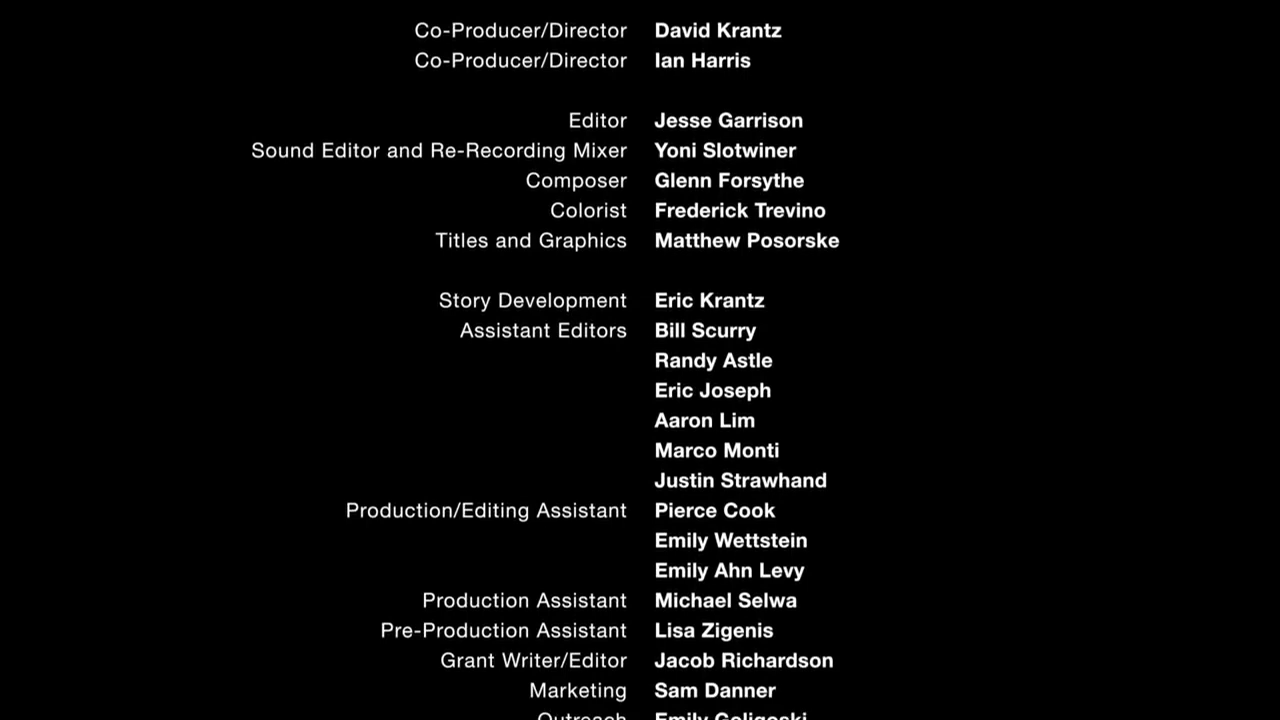 Co-Producer/Director David Krantz
Co-Producer/Director Ian Harris
Editor Jesse Garrison
Sound Editor and Re-Recording Mixer Yoni Slotwiner
Composer Glenn Forsythe
Colorist Frederick Trevino
Titles and Graphics Matthew Posorske
Story Development Eric Krantz
Assistant Editors Bill Scurry
Randy Astle
Eric Joseph
Aaron Lim
Marco Monti
Justin Strawhand
Production/Editing Assistant Pierce Cook
Emily Wettstein
Emily Ahn Levy
Production Assistant Michael Selwa
Pre-Production Assistant Lisa Zigenis
Grant Writer/Editor Jacob Richardson
Marketing Sam Danner
Outreach Emily Goligoski